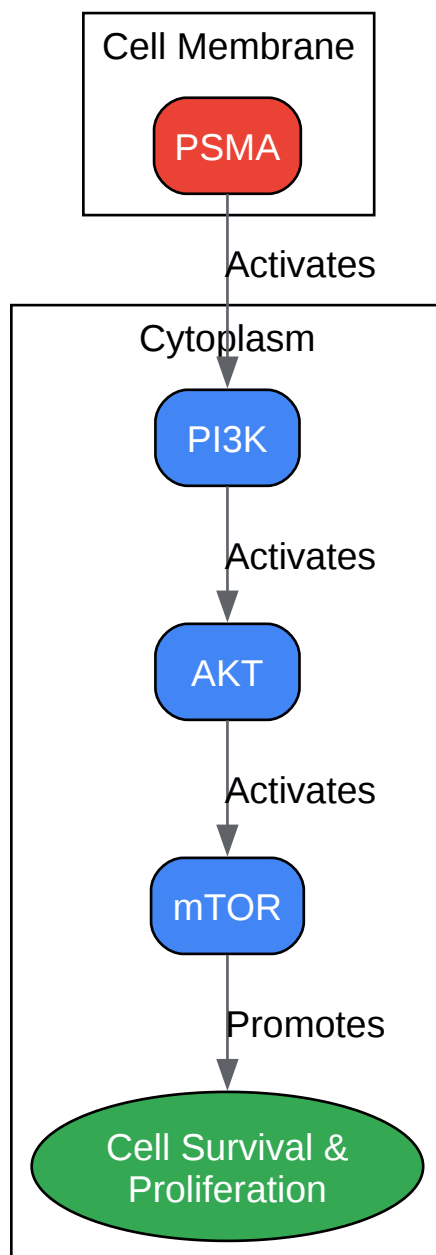 Cell Membrane
PSMA
Activates
Cytoplasm
PI3K
Activates
AKT
Activates
mTOR
Promotes
Cell Survival &
Proliferation